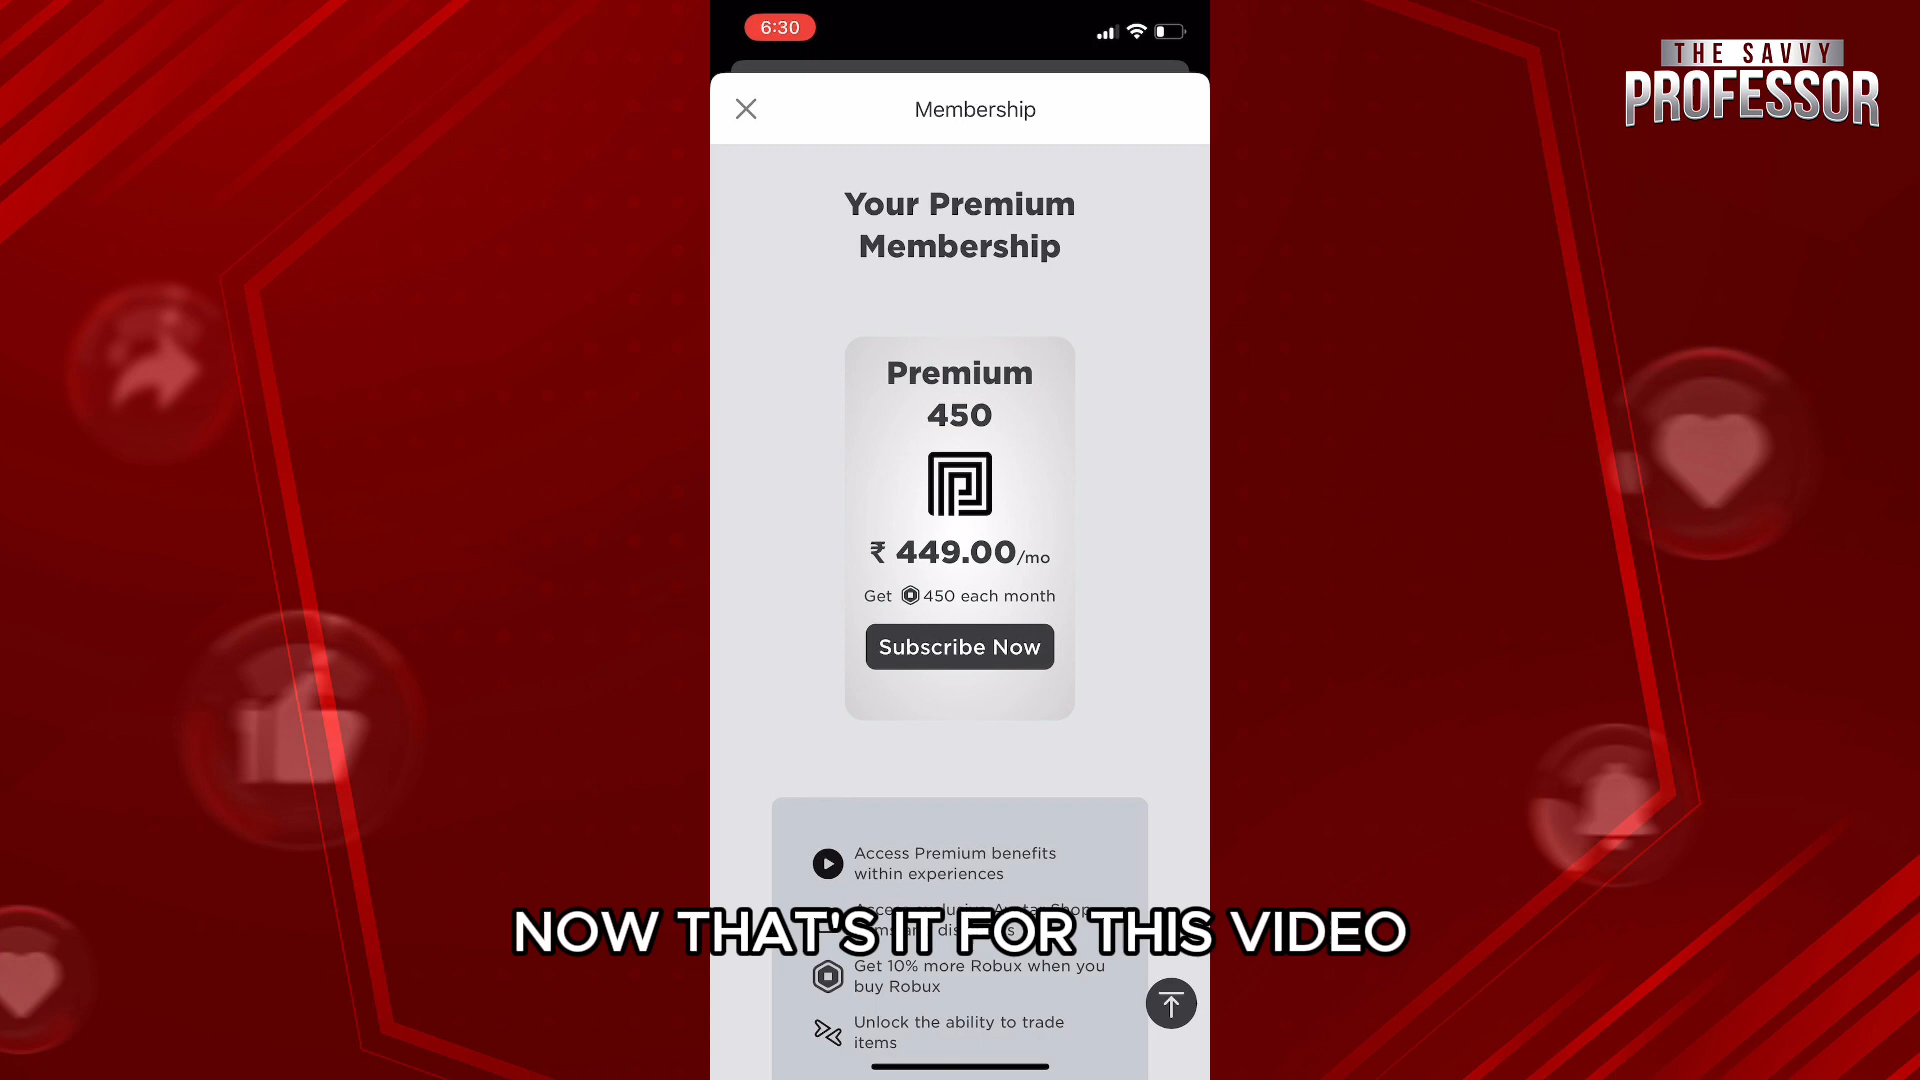 6:30
THE SAVVY
PROFESSOR
Membership
Your Premium
Membership
Premium
450
₹ 449.00/mo
Get 450 each month
Subscribe Now
Access Premium benefits
within experiences
NOW THAT'S IT FOR THIS VIDEO
Get 10% more Robux when you
buy Robux
Unlock the ability to trade
items